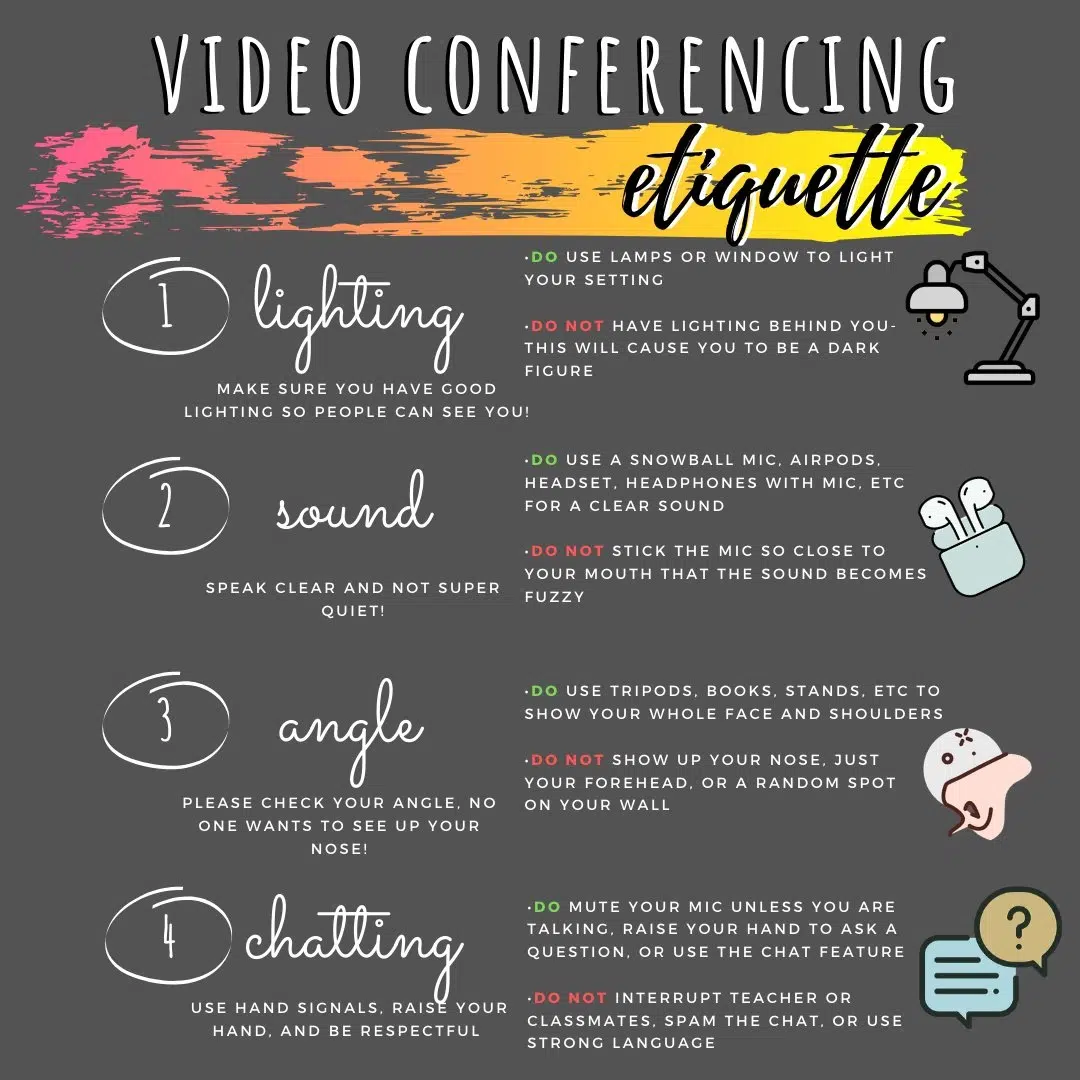 VIDEO CONFERENCING
etiquette
1
lighting
MAKE SURE YOU HAVE GOOD
LIGHTING SO PEOPLE CAN SEE YOU!
•DO USE LAMPS OR WINDOW TO LIGHT
YOUR SETTING
•DO NOT HAVE LIGHTING BEHIND YOU-
THIS WILL CAUSE YOU TO BE A DARK
FIGURE
2
sound
SPEAK CLEAR AND NOT SUPER
QUIET!
•DO USE A SNOWBALL MIC, AIRPODS,
HEADSET, HEADPHONES WITH MIC, ETC
FOR A CLEAR SOUND
•DO NOT STICK THE MIC SO CLOSE TO
YOUR MOUTH THAT THE SOUND BECOMES
FUZZY
3
angle
PLEASE CHECK YOUR ANGLE, NO
ONE WANTS TO SEE UP YOUR
NOSE!
•DO USE TRIPODS, BOOKS, STANDS, ETC TO
SHOW YOUR WHOLE FACE AND SHOULDERS
•DO NOT SHOW UP YOUR NOSE, JUST
YOUR FOREHEAD, OR A RANDOM SPOT
ON YOUR WALL
4
chatting
USE HAND SIGNALS, RAISE YOUR
HAND, AND BE RESPECTFUL
•DO MUTE YOUR MIC UNLESS YOU ARE
TALKING, RAISE YOUR HAND TO ASK A
QUESTION, OR USE THE CHAT FEATURE
•DO NOT INTERRUPT TEACHER OR
CLASSMATES, SPAM THE CHAT, OR USE
STRONG LANGUAGE
?